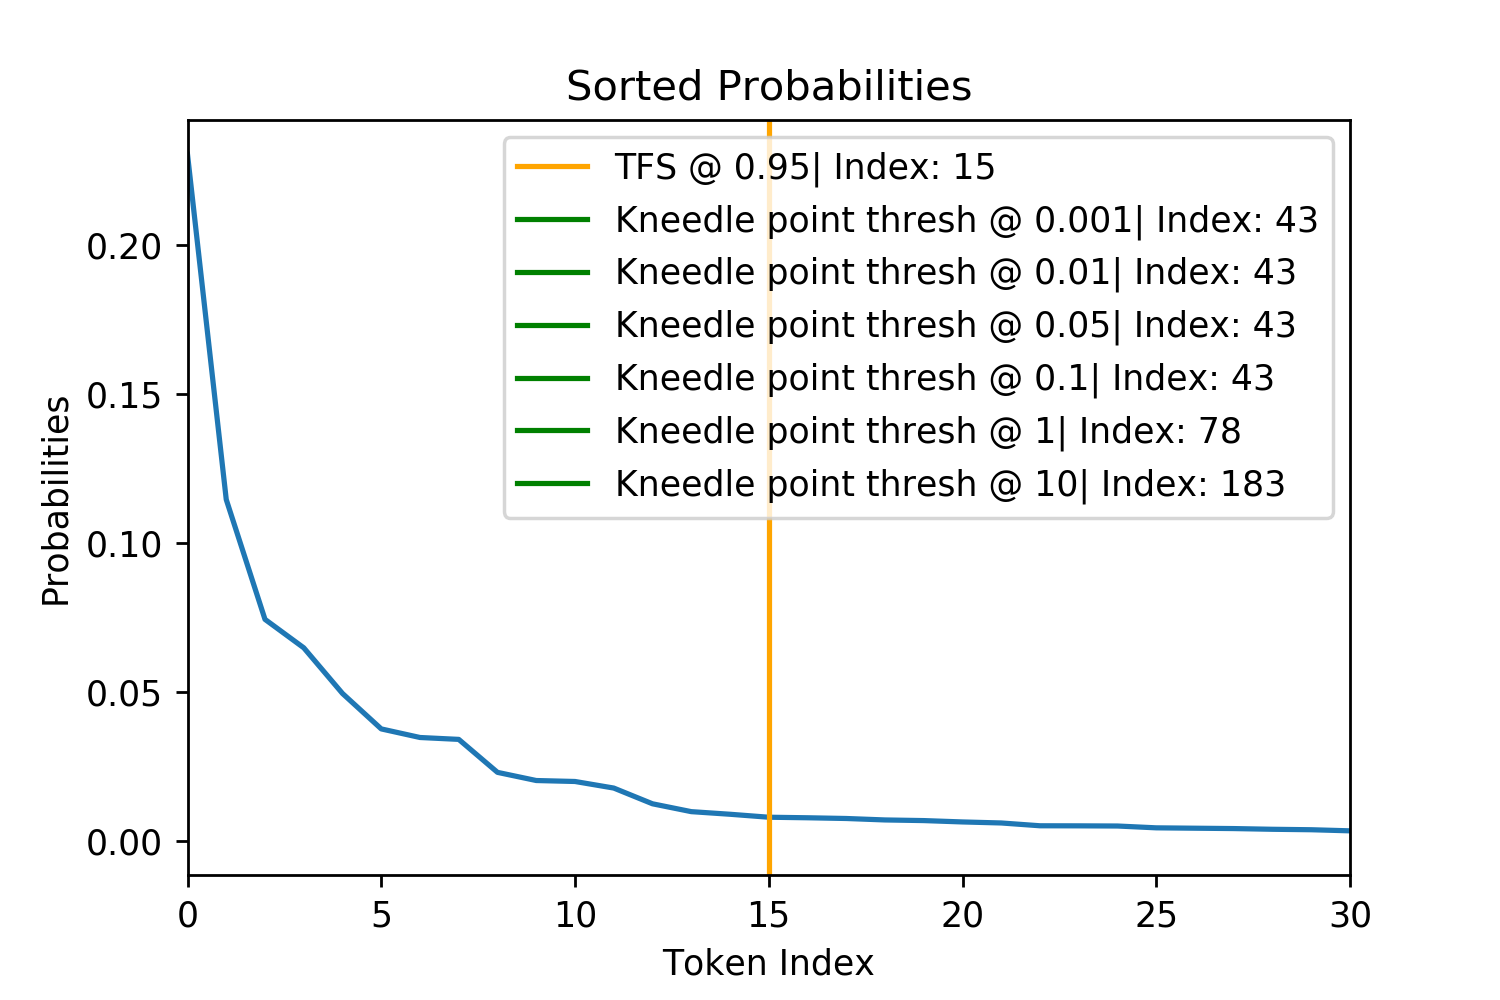 Sorted Probabilities
TFS @ 0.95| Index: 15
Kneedle point thresh @ 0.001| Index: 43
Kneedle point thresh @ 0.01| Index: 43
Kneedle point thresh @ 0.05| Index: 43
Kneedle point thresh @ 0.1| Index: 43
Kneedle point thresh @ 1| Index: 78
Kneedle point thresh @ 10| Index: 183
Probabilities
0.20
0.15
0.10
0.05
0.00
0 5 10 15 20 25 30
Token Index